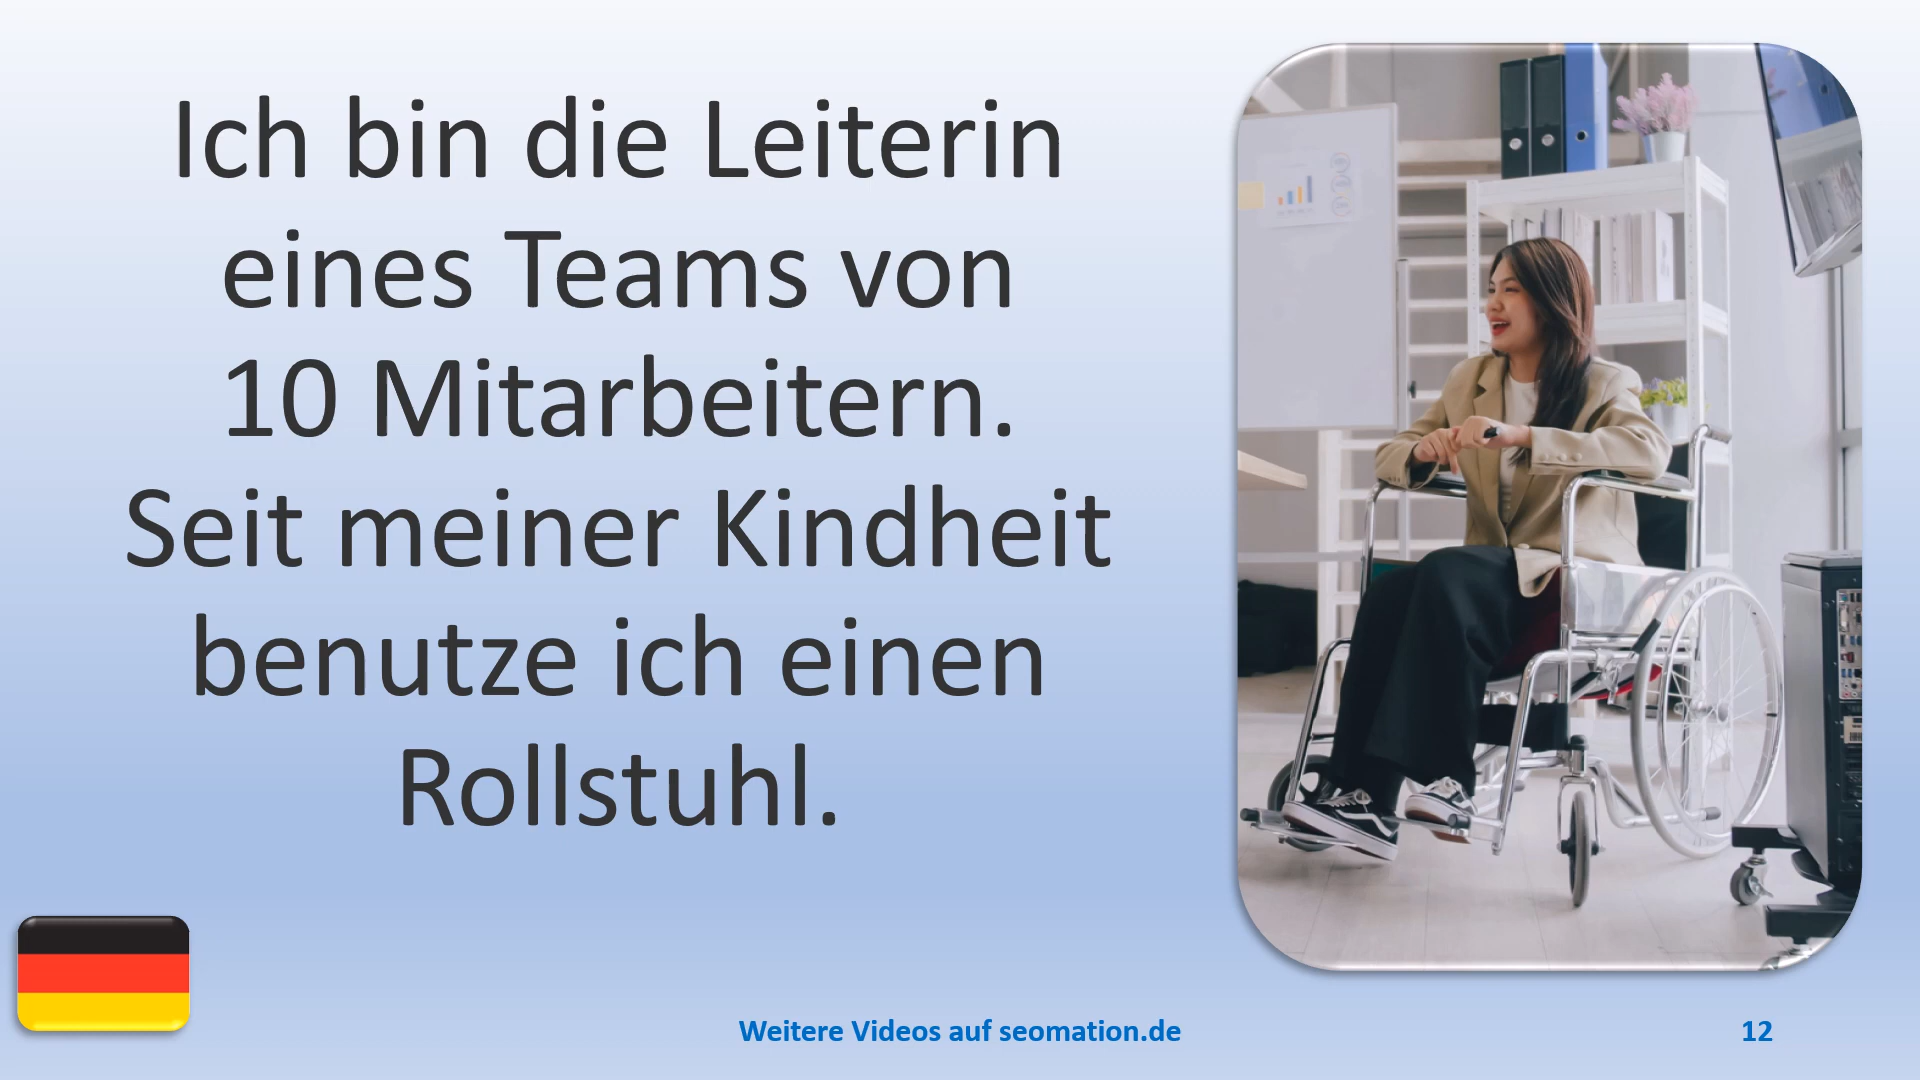 Ich bin die Leiterin
eines Teams von
10 Mitarbeitern.
Seit meiner Kindheit
benutze ich einen
Rollstuhl.
Weitere Videos auf seomation.de
12